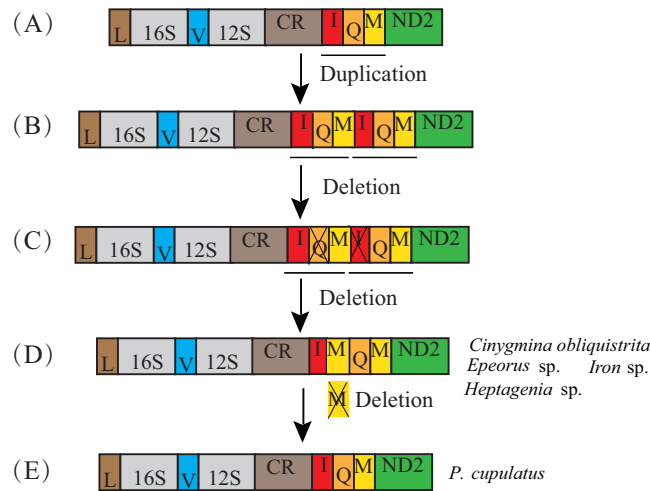 (A) L 16S V 12S CR I Q M ND2
Duplication
(B) L 16S V 12S CR I Q M I Q M ND2
Deletion
(C) L 16S V 12S CR I Q M I Q M ND2
Deletion
(D) L 16S V 12S CR I M Q M ND2
Cinygmina obliquistrita
Epeorus sp. Iron sp.
Heptagenia sp.
M Deletion
(E) L 16S V 12S CR I Q M ND2
P. cupulatus